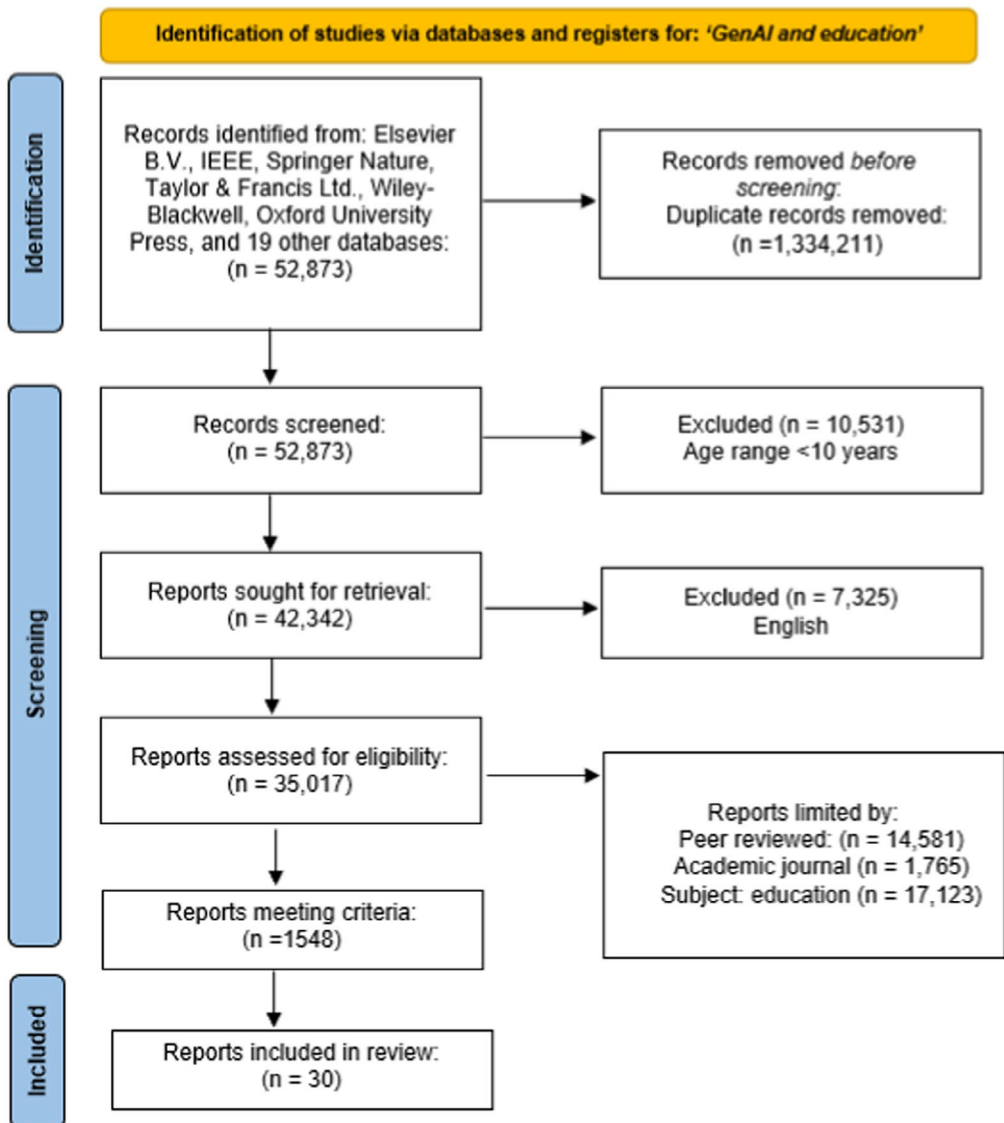 Identification of studies via databases and registers for: 'GenAI and education'
Identification
Records identified from: Elsevier
B.V., IEEE, Springer Nature,
Taylor & Francis Ltd., Wiley-
Blackwell, Oxford University
Press, and 19 other databases:
(n = 52,873)
Records removed before
screening:
Duplicate records removed:
(n =1,334,211)
Screening
Records screened:
(n = 52,873)
Excluded (n = 10,531)
Age range <10 years
Reports sought for retrieval:
(n = 42,342)
Excluded (n = 7,325)
English
Reports assessed for eligibility:
(n = 35,017)
Reports limited by:
Peer reviewed: (n = 14,581)
Academic journal (n = 1,765)
Subject: education (n = 17,123)
Reports meeting criteria:
(n =1548)
Included
Reports included in review:
(n = 30)